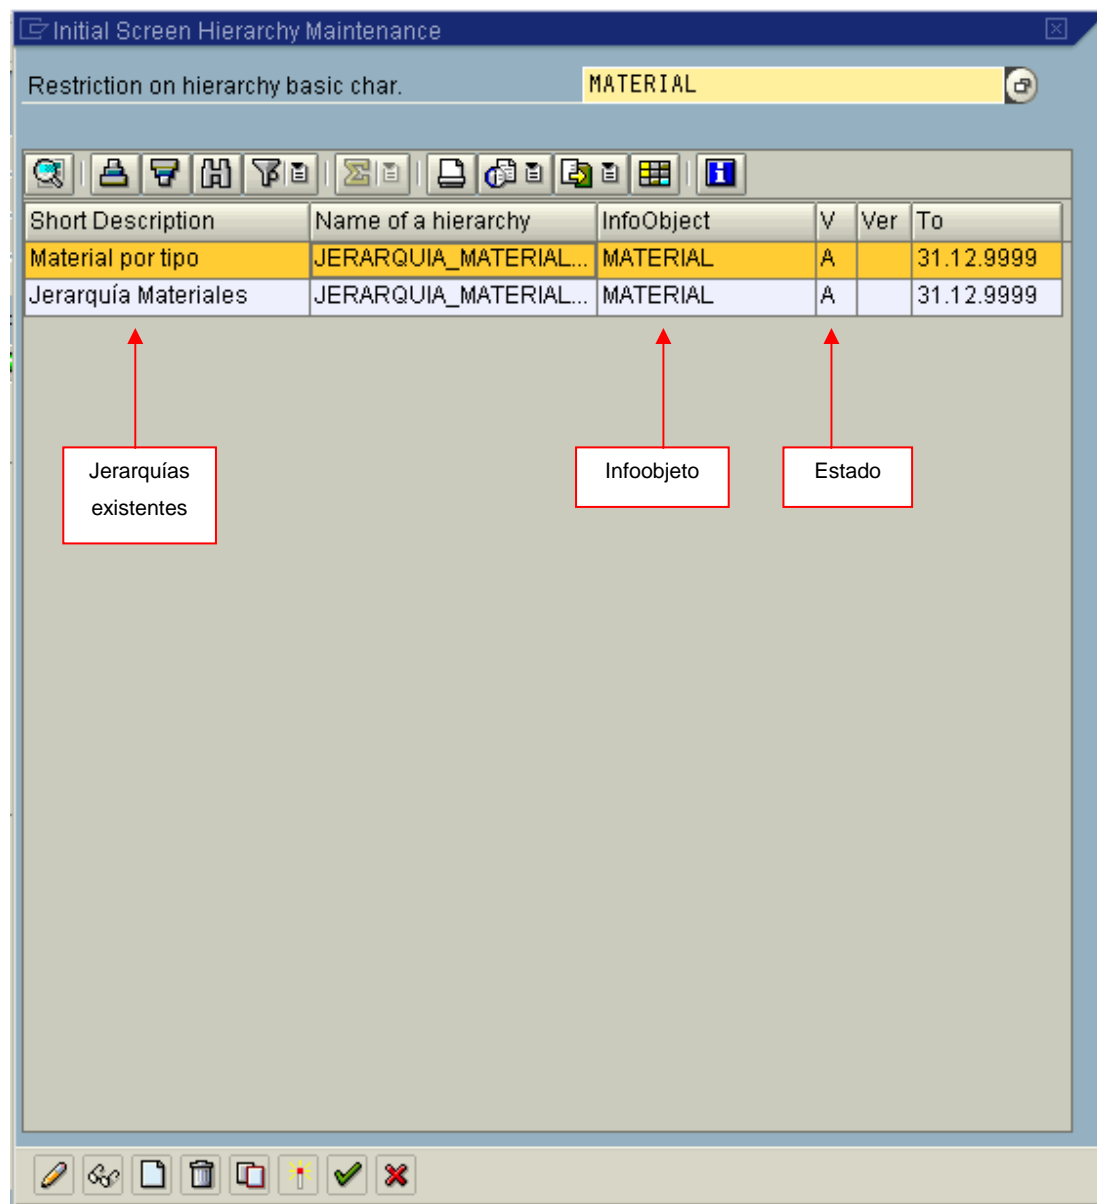 Initial Screen Hierarchy Maintenance
Restriction on hierarchy basic char. MATERIAL
Short Description Name of a hierarchy InfoObject V Ver To
Material por tipo JERARQUIA_MATERIAL... MATERIAL A 31.12.9999
Jerarquía Materiales JERARQUIA_MATERIAL... MATERIAL A 31.12.9999
Jerarquías
existentes
Infoobjeto
Estado